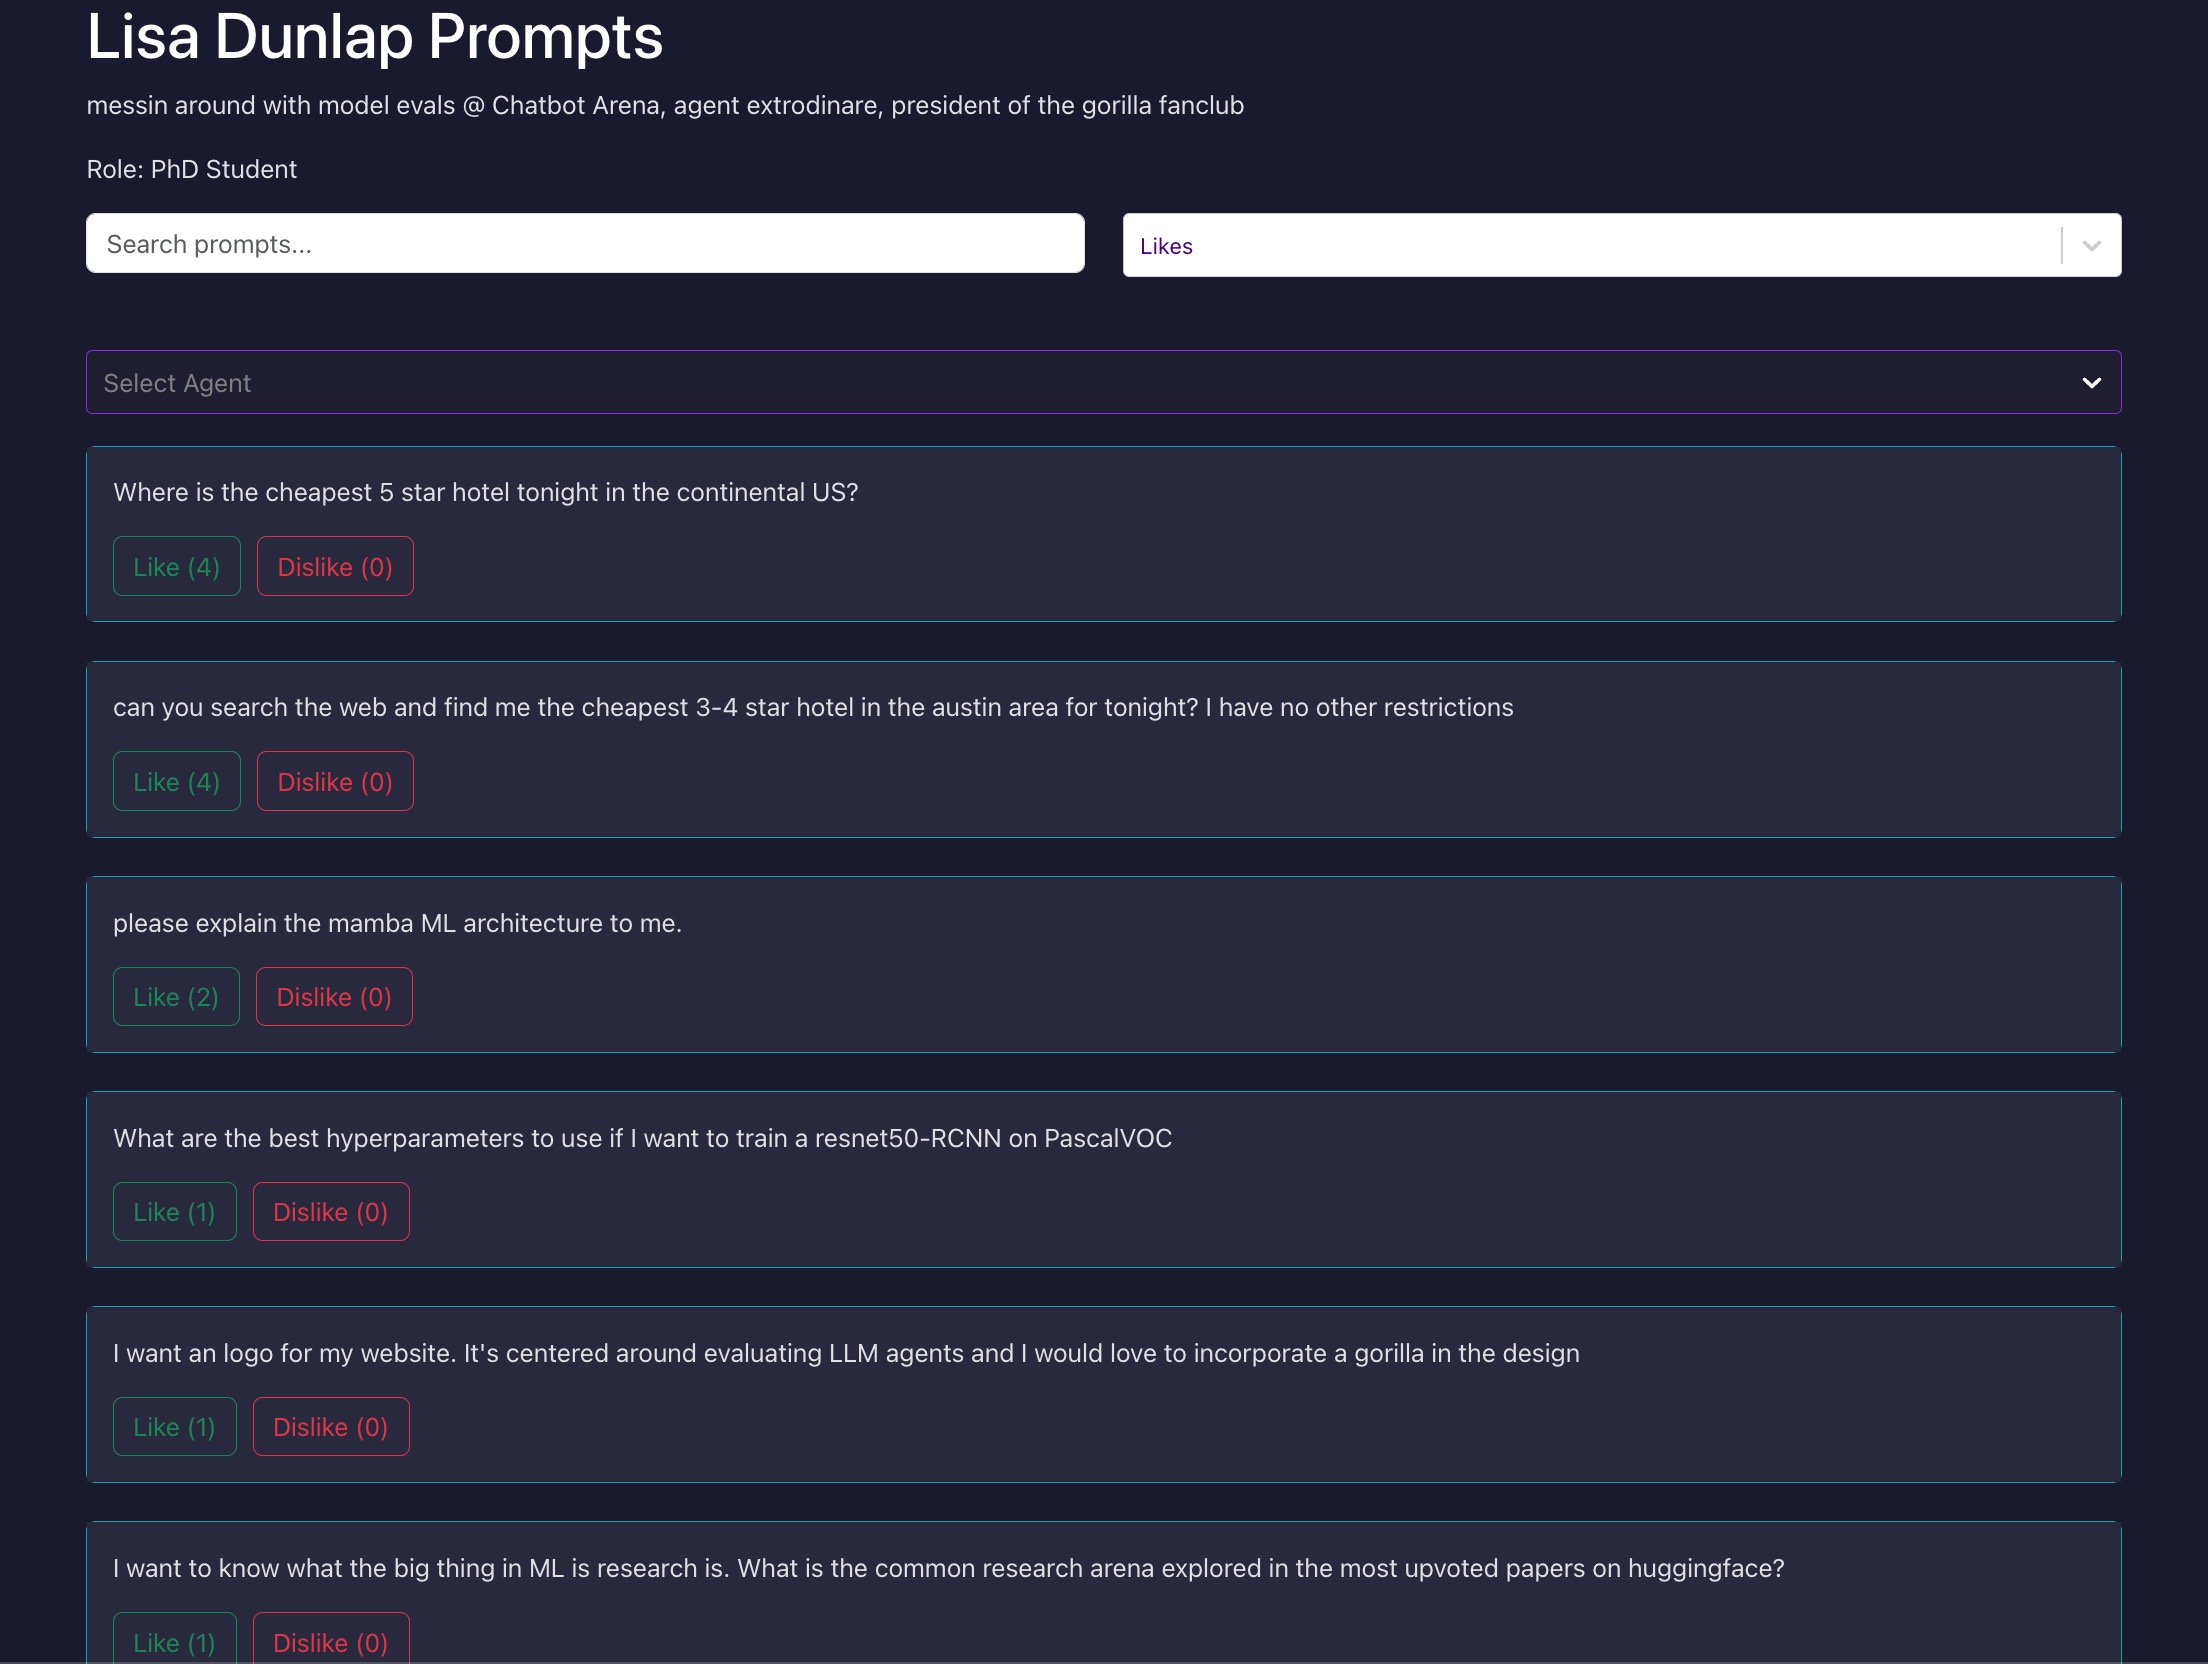 Lisa Dunlap Prompts
messin around with model evals @ Chatbot Arena, agent extrodinare, president of the gorilla fanclub
Role: PhD Student
Search prompts...
Likes
Select Agent
Where is the cheapest 5 star hotel tonight in the continental US?
Like (4) Dislike (0)
can you search the web and find me the cheapest 3-4 star hotel in the austin area for tonight? I have no other restrictions
Like (4) Dislike (0)
please explain the mamba ML architecture to me.
Like (2) Dislike (0)
What are the best hyperparameters to use if I want to train a resnet50-RCNN on PascalVOC
Like (1) Dislike (0)
I want an logo for my website. It's centered around evaluating LLM agents and I would love to incorporate a gorilla in the design
Like (1) Dislike (0)
I want to know what the big thing in ML is research is. What is the common research arena explored in the most upvoted papers on huggingface?
Like (1) Dislike (0)